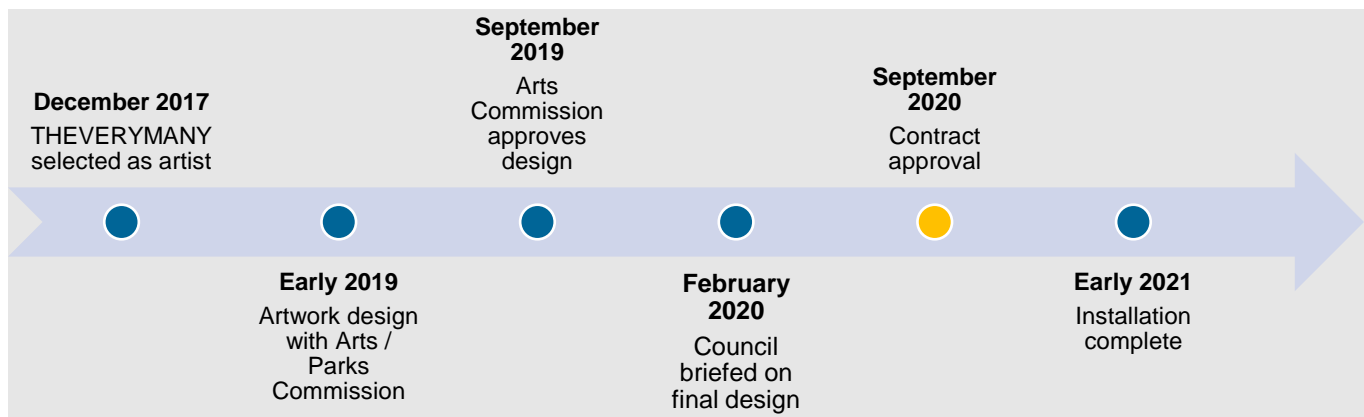 December 2017
THEVERYMANY
selected as artist
Early 2019
Artwork design
with Arts /
Parks
Commission
September
2019
Arts
Commission
approves
design
February
2020
Council
briefed on
final design
September
2020
Contract
approval
Early 2021
Installation
complete